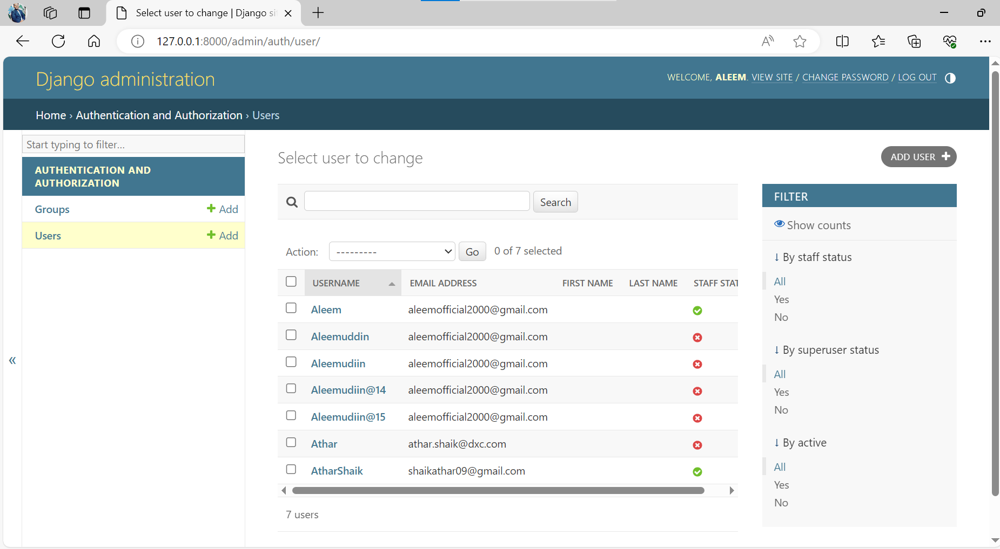 Select user to change | Django si
127.0.0.1:8000/admin/auth/user/
Django administration
WELCOME, ALEEM. VIEW SITE / CHANGE PASSWORD / LOG OUT
Home › Authentication and Authorization › Users
Start typing to filter...
AUTHENTICATION AND
AUTHORIZATION
Groups + Add
Users + Add
«
Select user to change
ADD USER +
Search
Action: --------- Go 0 of 7 selected
USERNAME EMAIL ADDRESS FIRST NAME LAST NAME STAFF STAT
Aleem aleemofficial2000@gmail.com
Aleemuddin aleemofficial2000@gmail.com
Aleemudiin aleemofficial2000@gmail.com
Aleemudiin@14 aleemofficial2000@gmail.com
Aleemudiin@15 aleemofficial2000@gmail.com
Athar athar.shaik@dxc.com
AtharShaik shaikathar09@gmail.com
7 users
FILTER
Show counts
↓ By staff status
All
Yes
No
↓ By superuser status
All
Yes
No
↓ By active
All
Yes
No